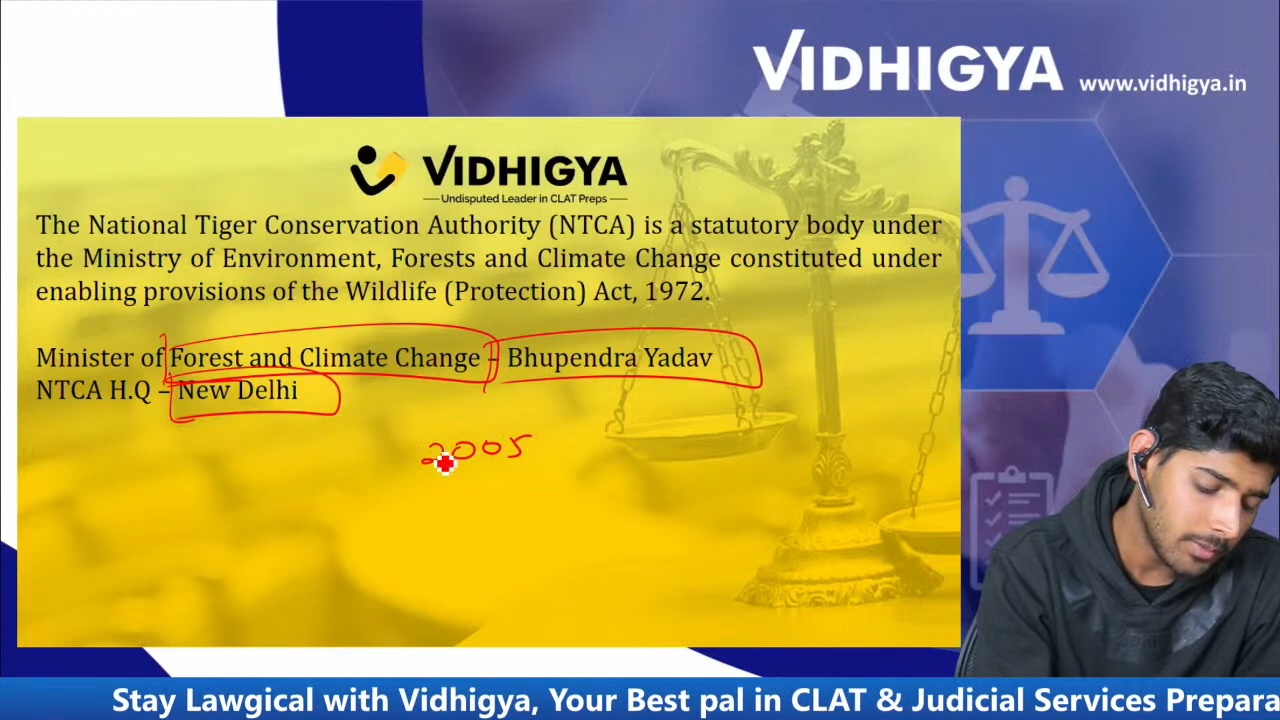 VIDHIGYA www.vidhigya.in
VIDHIGYA
Undisputed Leader in CLAT Preps
The National Tiger Conservation Authority (NTCA) is a statutory body under
the Ministry of Environment, Forests and Climate Change constituted under
enabling provisions of the Wildlife (Protection) Act, 1972.
Minister of Forest and Climate Change – Bhupendra Yadav
NTCA H.Q – New Delhi
2005
Stay Lawgical with Vidhigya, Your Best pal in CLAT & Judicial Services Prepara